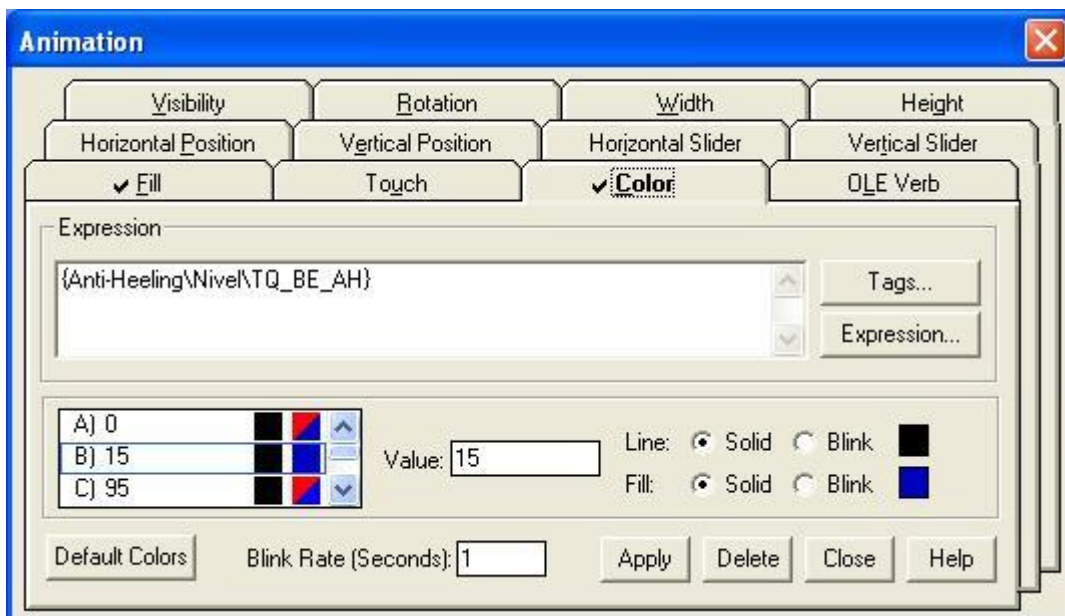 Animation
Visibility Rotation Width Height
Horizontal Position Vertical Position Horizontal Slider Vertical Slider
Fill Touch Color OLE Verb
Expression
{Anti-Heeling\Nivel\TQ_BE_AH}
Tags...
Expression...
A) 0
B) 15
C) 95
Value: 15
Line: Solid Blink
Fill: Solid Blink
Default Colors Blink Rate (Seconds): 1 Apply Delete Close Help